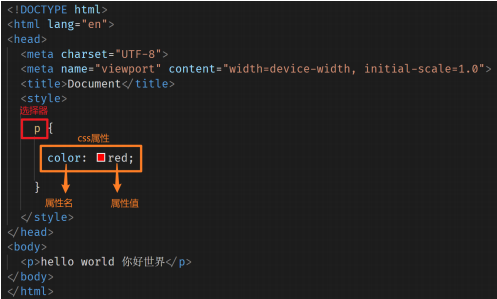 <!DOCTYPE html>
<html lang="en">
<head>
<meta charset="UTF-8">
<meta name="viewport" content="width=device-width, initial-scale=1.0">
<title>Document</title>
<style>
选择器
p {
css属性
color: red;
属性名 属性值
}
</style>
</head>
<body>
<p>hello world 你好世界</p>
</body>
</html>